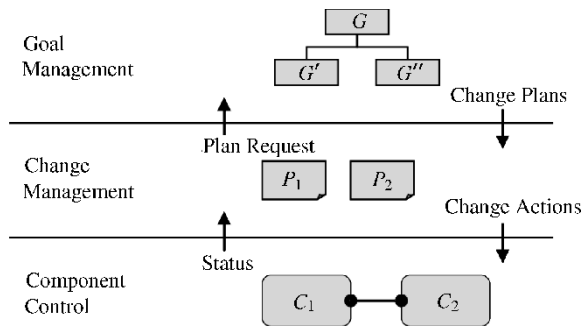 Goal
Management
G
G′ G″
Change Plans
Plan Request
Change
Management
P1 P2
Change Actions
Status
Component
Control
C1 C2